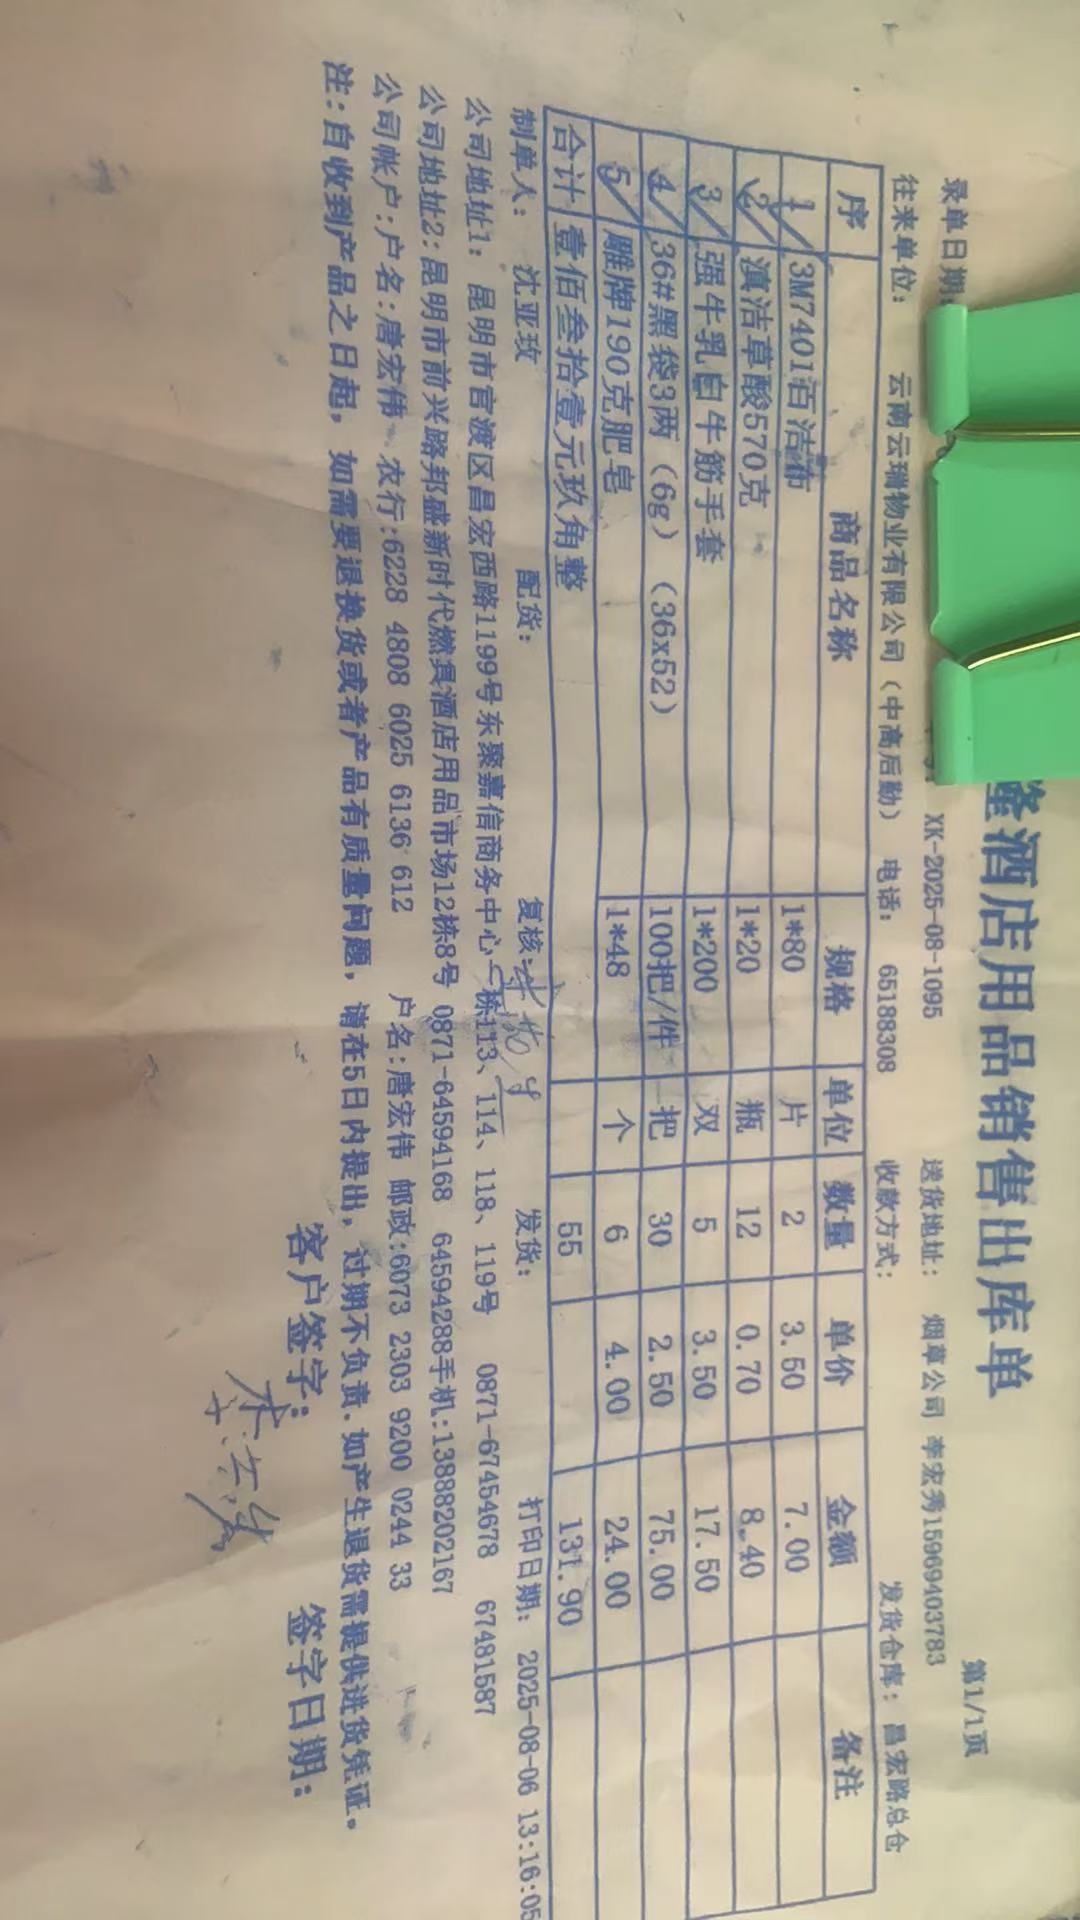 隆酒店用品销售出库单
第1/1页
录单日期: XK-2025-08-1095 送货地址: 烟草公司 李宏秀15969403783
往来单位: 云南云瑞物业有限公司（中高后勤） 电话: 65188308 收款方式: 发货仓库: 昌宏路总仓
序 商品名称 规格 单位 数量 单价 金额 备注
1 3M7401百洁布 1*80 片 2 3.50 7.00
2 滇洁草酸570克 1*20 瓶 12 0.70 8.40
3 强牛乳白牛筋手套 1*200 双 5 3.50 17.50
4 36#黑袋3两（6g）（36x52） 100把/件 把 30 2.50 75.00
5 雕牌190克肥皂 1*48 个 6 4.00 24.00
合计 壹佰叁拾壹元玖角整 55 131.90
制单人: 沈亚玫 配货: 复核: 发货: 打印日期: 2025-08-06 13:16:05
公司地址1: 昆明市官渡区昌宏西路1199号东聚嘉信商务中心一栋113、114、118、119号 0871-67454678 67481587
公司地址2:昆明市前兴路邦盛新时代燃具酒店用品市场12栋8号 0871-64594168 64594288手机:13888202167
公司帐户:户名:唐宏伟 农行:6228 4808 6025 6136 612 户名:唐宏伟 邮政:6073 2303 9200 0244 33
注:自收到产品之日起, 如需要退换货或者产品有质量问题, 请在5日内提出, 过期不负责.如产生退货需提供进货凭证。
客户签字: 签字日期: